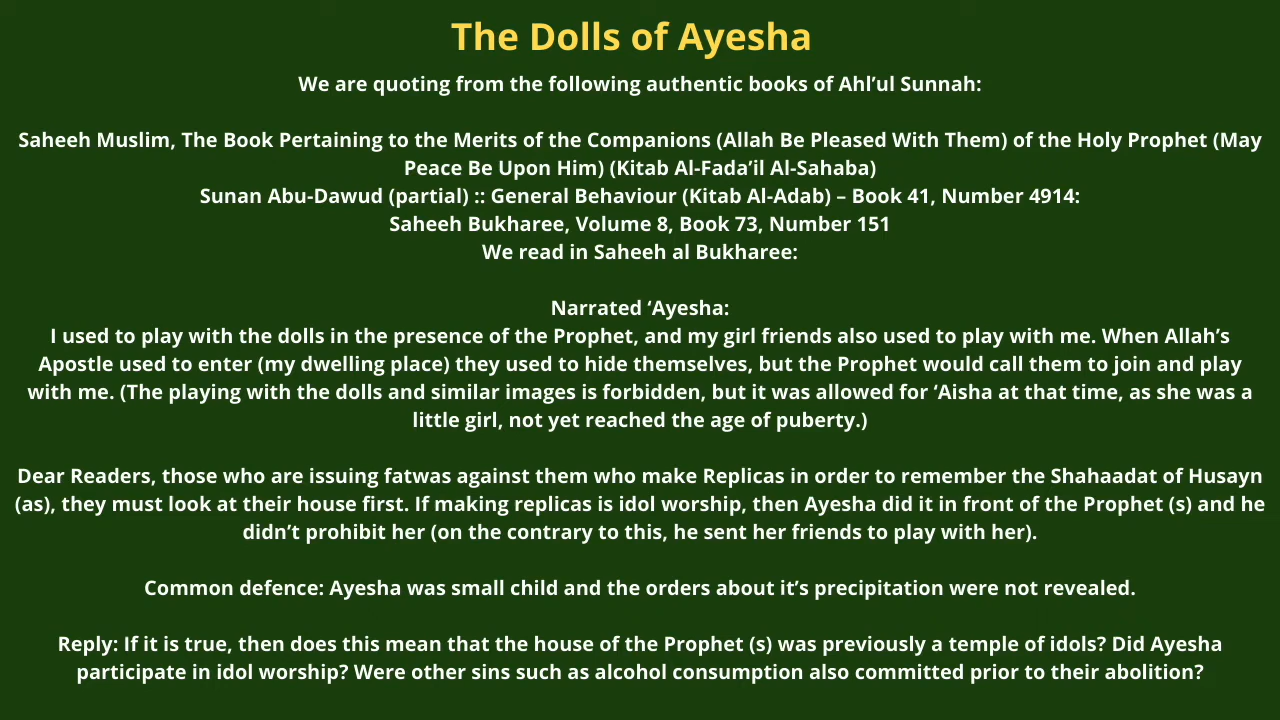 The Dolls of Ayesha
We are quoting from the following authentic books of Ahl’ul Sunnah:
Saheeh Muslim, The Book Pertaining to the Merits of the Companions (Allah Be Pleased With Them) of the Holy Prophet (May
Peace Be Upon Him) (Kitab Al-Fada’il Al-Sahaba)
Sunan Abu-Dawud (partial) :: General Behaviour (Kitab Al-Adab) – Book 41, Number 4914:
Saheeh Bukharee, Volume 8, Book 73, Number 151
We read in Saheeh al Bukharee:
Narrated ‘Ayesha:
I used to play with the dolls in the presence of the Prophet, and my girl friends also used to play with me. When Allah’s
Apostle used to enter (my dwelling place) they used to hide themselves, but the Prophet would call them to join and play
with me. (The playing with the dolls and similar images is forbidden, but it was allowed for ‘Aisha at that time, as she was a
little girl, not yet reached the age of puberty.)
Dear Readers, those who are issuing fatwas against them who make Replicas in order to remember the Shahaadat of Husayn
(as), they must look at their house first. If making replicas is idol worship, then Ayesha did it in front of the Prophet (s) and he
didn’t prohibit her (on the contrary to this, he sent her friends to play with her).
Common defence: Ayesha was small child and the orders about it’s precipitation were not revealed.
Reply: If it is true, then does this mean that the house of the Prophet (s) was previously a temple of idols? Did Ayesha
participate in idol worship? Were other sins such as alcohol consumption also committed prior to their abolition?